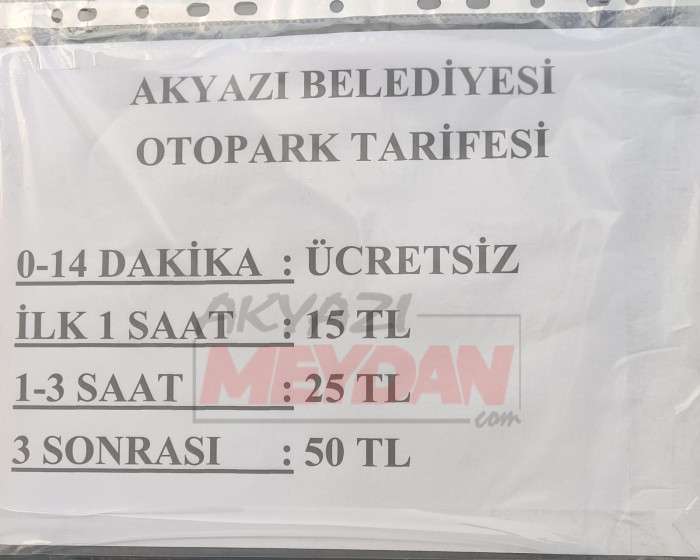 AKYAZI BELEDİYESİ
OTOPARK TARİFESİ
0-14 DAKİKA : ÜCRETSİZ
İLK 1 SAAT : 15 TL
1-3 SAAT : 25 TL
3 SONRASI : 50 TL
AKYAZI
MEYDAN
com